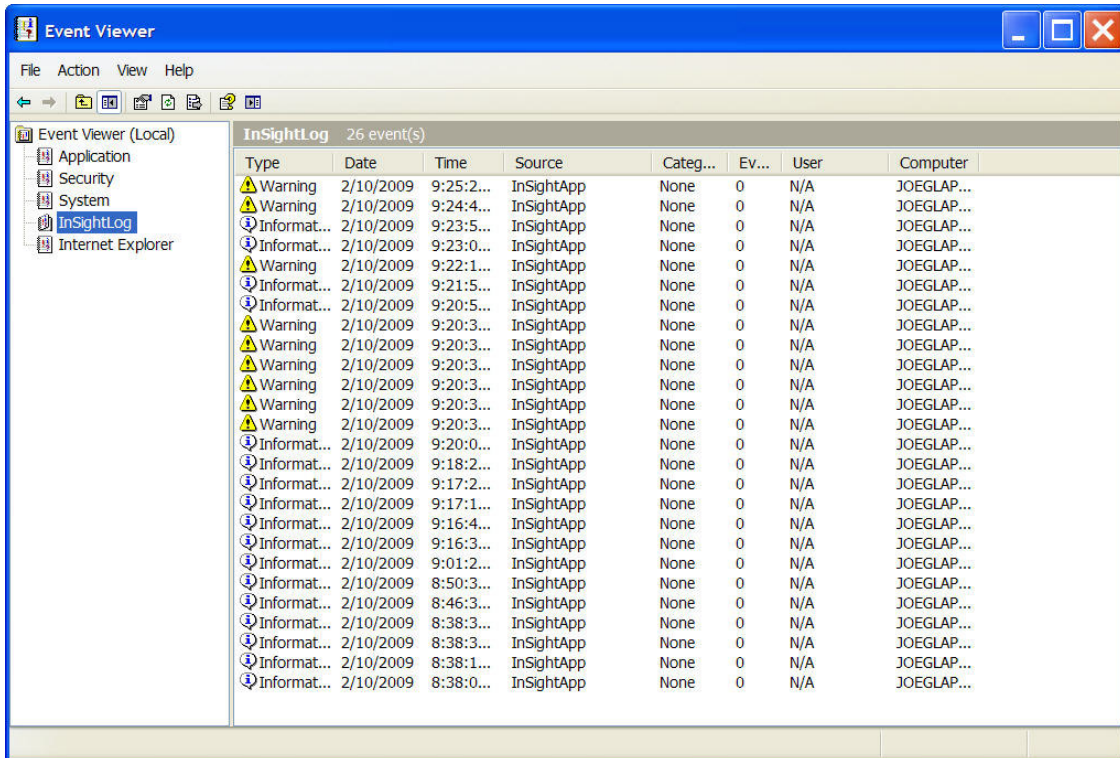 Event Viewer
File Action View Help
Event Viewer (Local)
Application
Security
System
InSightLog
Internet Explorer
InSightLog 26 event(s)
Type Date Time Source Categ... Ev... User Computer
Warning 2/10/2009 9:25:2... InSightApp None 0 N/A JOEGLAP...
Warning 2/10/2009 9:24:4... InSightApp None 0 N/A JOEGLAP...
Informat... 2/10/2009 9:23:5... InSightApp None 0 N/A JOEGLAP...
Informat... 2/10/2009 9:23:0... InSightApp None 0 N/A JOEGLAP...
Warning 2/10/2009 9:22:1... InSightApp None 0 N/A JOEGLAP...
Informat... 2/10/2009 9:21:5... InSightApp None 0 N/A JOEGLAP...
Informat... 2/10/2009 9:20:5... InSightApp None 0 N/A JOEGLAP...
Warning 2/10/2009 9:20:3... InSightApp None 0 N/A JOEGLAP...
Warning 2/10/2009 9:20:3... InSightApp None 0 N/A JOEGLAP...
Warning 2/10/2009 9:20:3... InSightApp None 0 N/A JOEGLAP...
Warning 2/10/2009 9:20:3... InSightApp None 0 N/A JOEGLAP...
Warning 2/10/2009 9:20:3... InSightApp None 0 N/A JOEGLAP...
Warning 2/10/2009 9:20:3... InSightApp None 0 N/A JOEGLAP...
Informat... 2/10/2009 9:20:0... InSightApp None 0 N/A JOEGLAP...
Informat... 2/10/2009 9:18:2... InSightApp None 0 N/A JOEGLAP...
Informat... 2/10/2009 9:17:2... InSightApp None 0 N/A JOEGLAP...
Informat... 2/10/2009 9:17:1... InSightApp None 0 N/A JOEGLAP...
Informat... 2/10/2009 9:16:4... InSightApp None 0 N/A JOEGLAP...
Informat... 2/10/2009 9:16:3... InSightApp None 0 N/A JOEGLAP...
Informat... 2/10/2009 9:01:2... InSightApp None 0 N/A JOEGLAP...
Informat... 2/10/2009 8:50:3... InSightApp None 0 N/A JOEGLAP...
Informat... 2/10/2009 8:46:3... InSightApp None 0 N/A JOEGLAP...
Informat... 2/10/2009 8:38:3... InSightApp None 0 N/A JOEGLAP...
Informat... 2/10/2009 8:38:3... InSightApp None 0 N/A JOEGLAP...
Informat... 2/10/2009 8:38:1... InSightApp None 0 N/A JOEGLAP...
Informat... 2/10/2009 8:38:0... InSightApp None 0 N/A JOEGLAP...